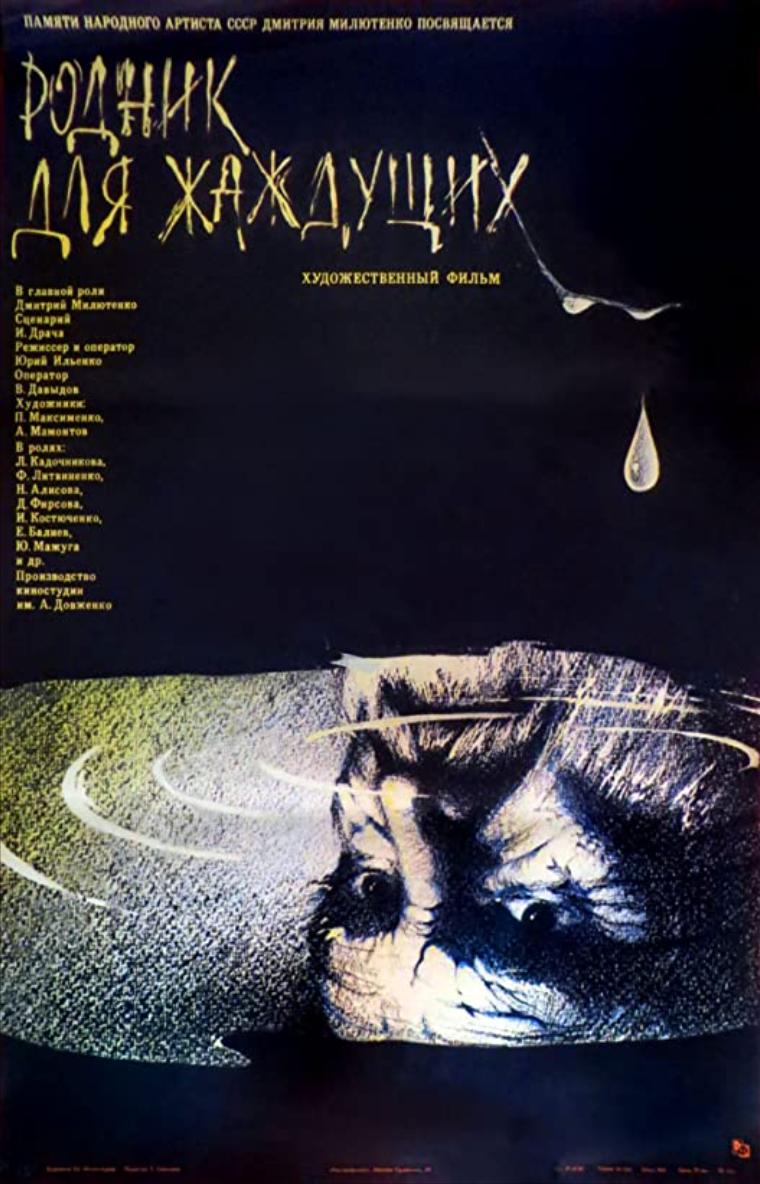 ПАМЯТИ НАРОДНОГО АРТИСТА СССР ДМИТРИЯ МИЛЮТЕНКО ПОСВЯЩАЕТСЯ
РОДНИК
ДЛЯ ЖАЖДУЩИХ
ХУДОЖЕСТВЕННЫЙ ФИЛЬМ
В главной роли
Дмитрий Милютенко
Сценарий
И. Драча
Режиссер и оператор
Юрий Ильенко
Оператор
В. Давыдов
Художники:
П. Максименко,
А. Мамонтов
В ролях:
Л. Кадочникова,
Ф. Литвиненко,
Н. Алисова,
Д. Фирсова,
И. Костюченко,
Е. Балиев,
Ю. Мажуга
и др.
Производство
киностудии
им. А. Довженко